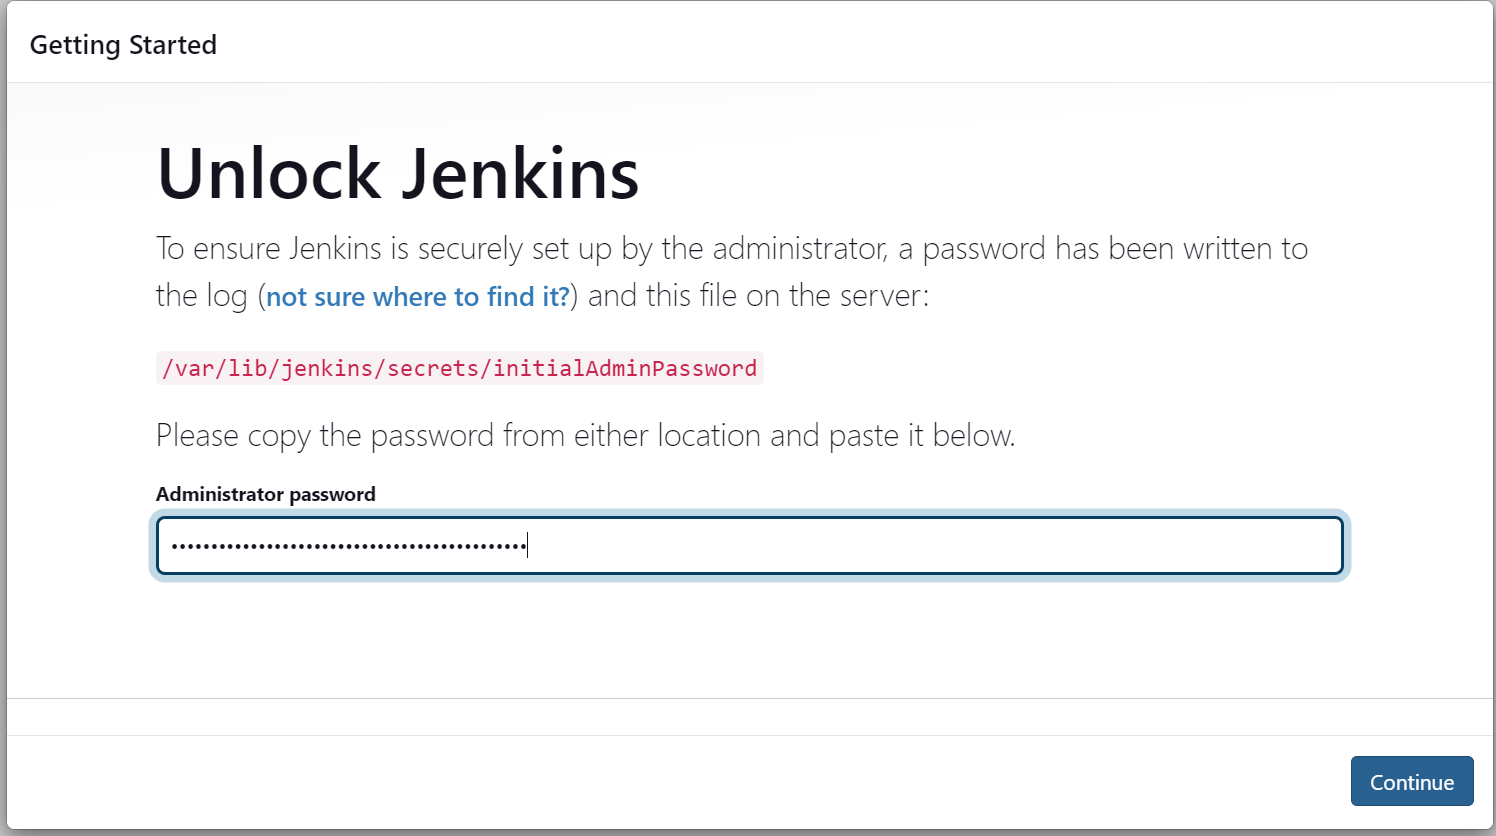 Getting Started
Unlock Jenkins
To ensure Jenkins is securely set up by the administrator, a password has been written to
the log (not sure where to find it?) and this file on the server:
/var/lib/jenkins/secrets/initialAdminPassword
Please copy the password from either location and paste it below.
Administrator password
•••••••••••••••••••••••••••••••••••••••••••••
Continue